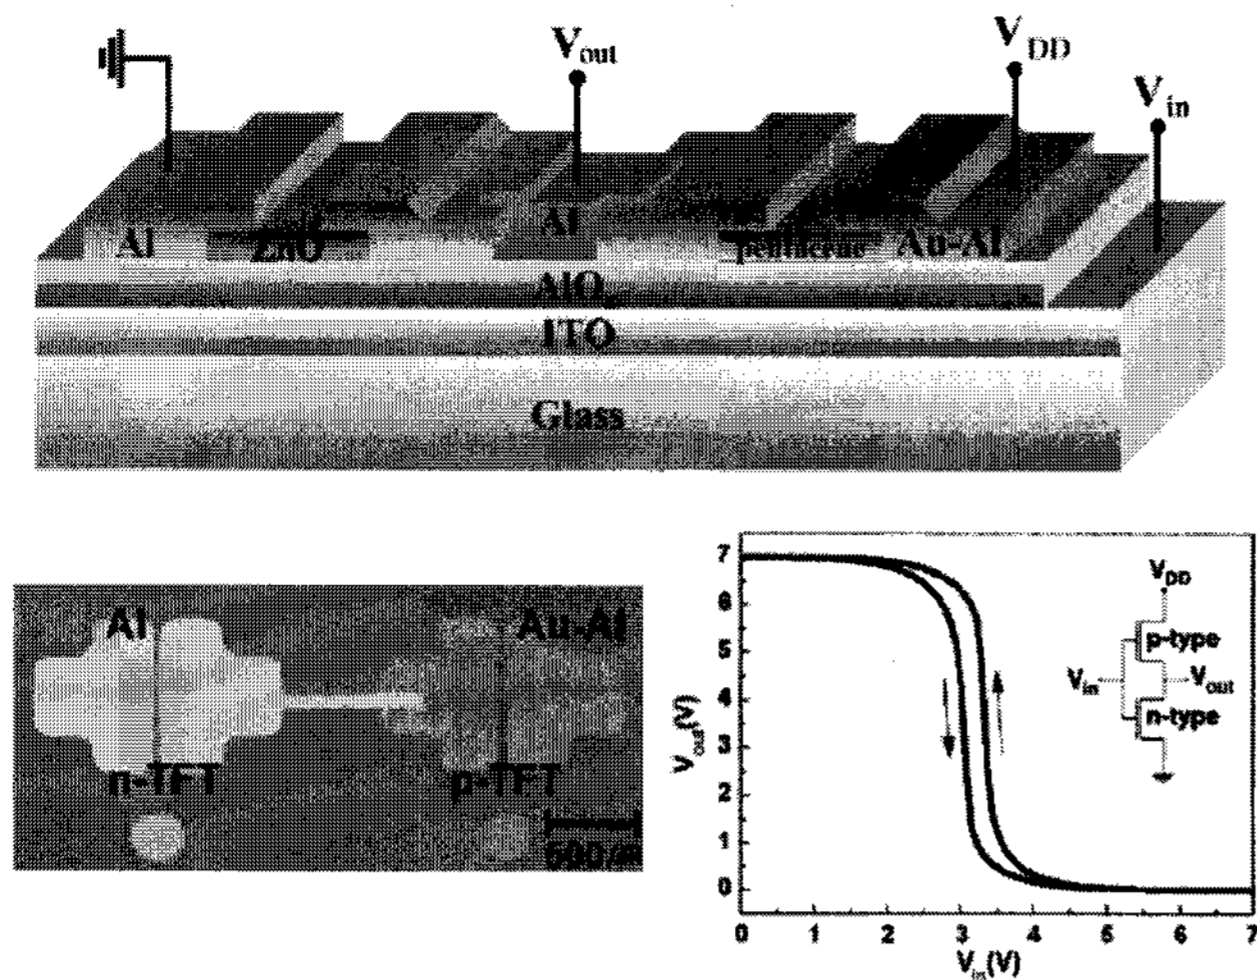 V_out
V_DD
V_in
Al
ZnO
Al
pentacene
Au-Al
AlO
ITO
Glass
Al
Au-Al
n-TFT
p-TFT
7
6
5
4
3
2
1
0
V_out(V)
V_DD
p-type
V_in
V_out
n-type
0 1 2 3 4 5 6 7
V_in(V)